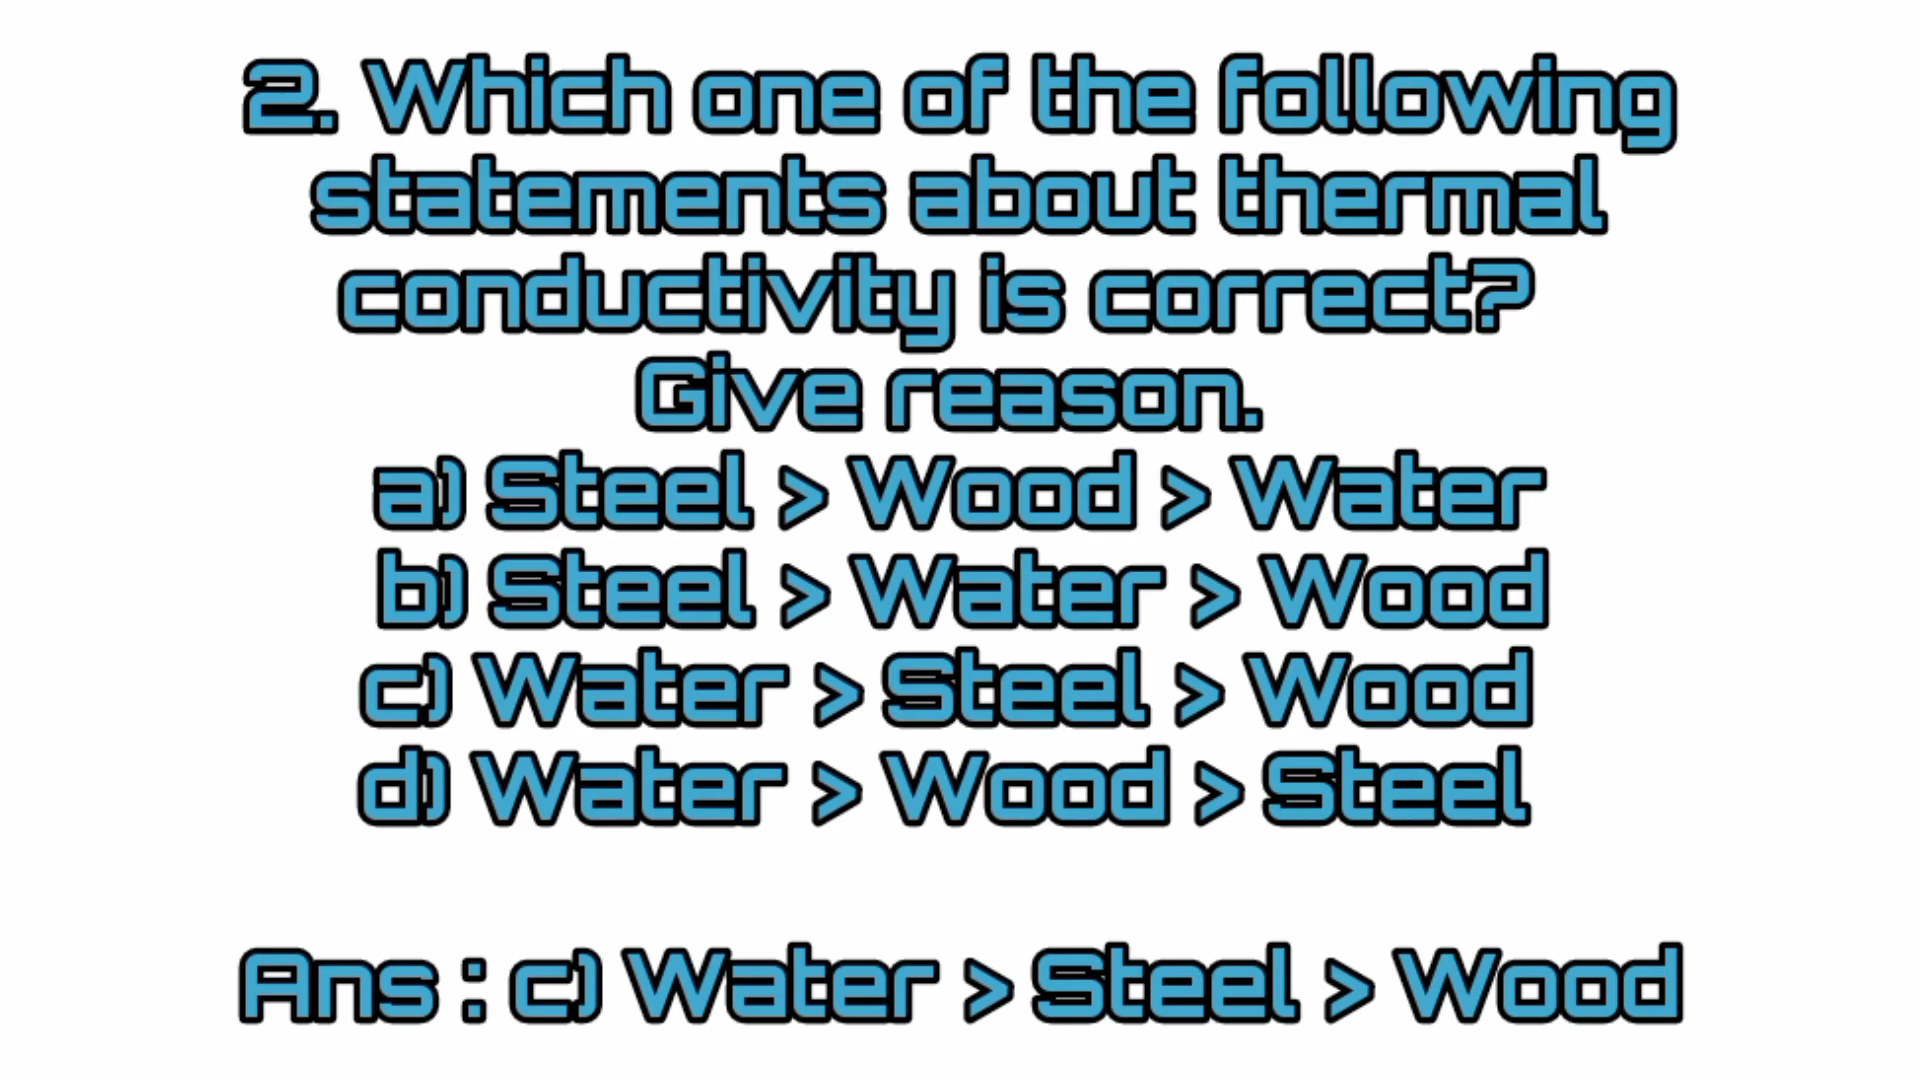 2. Which one of the following
statements about thermal
conductivity is correct?
Give reason.
a) Steel > Wood > Water
b) Steel > Water > Wood
c) Water > Steel > Wood
d) Water > Wood > Steel
Ans : c) Water > Steel > Wood